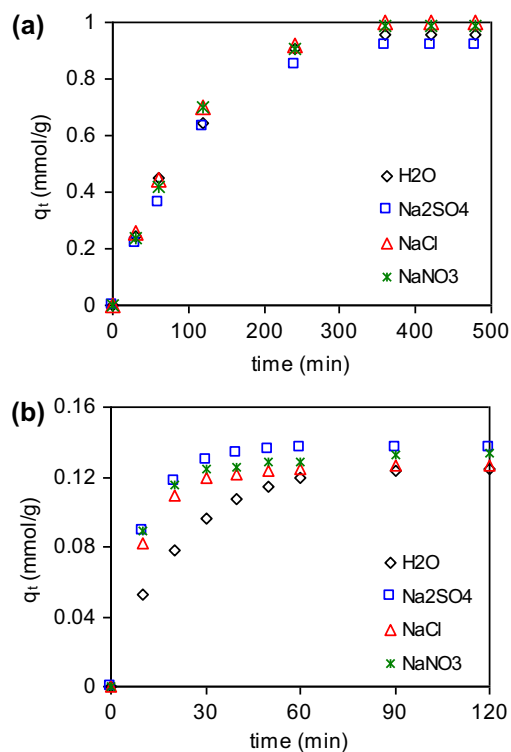 (a)
1
0.8
0.6
0.4
0.2
0
qt (mmol/g)
H2O
Na2SO4
NaCl
NaNO3
0 100 200 300 400 500
time (min)
(b)
0.16
0.12
0.08
0.04
0
qt (mmol/g)
H2O
Na2SO4
NaCl
NaNO3
0 30 60 90 120
time (min)